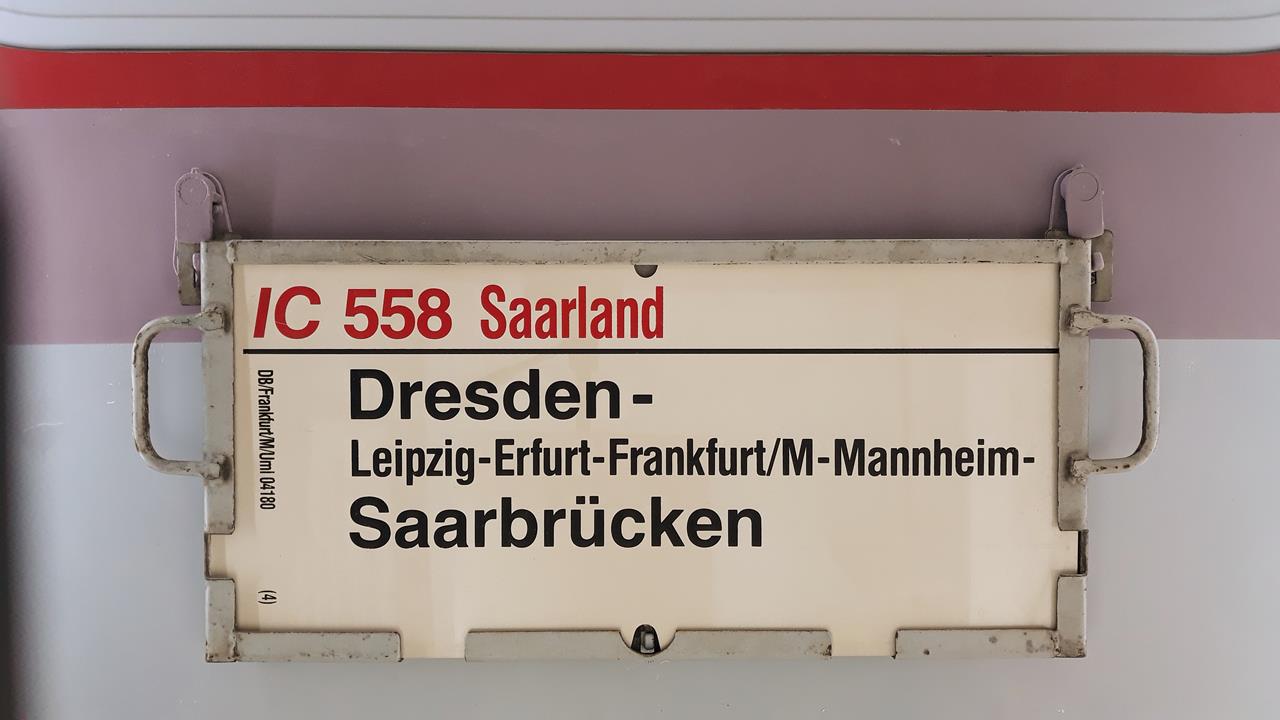 IC 558 Saarland
Dresden-
Leipzig-Erfurt-Frankfurt/M-Mannheim-
Saarbrücken
DB/Frankfurt/M/Uml 04180
(4)